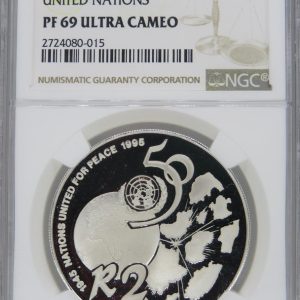 UNITED NATIONS
PF 69 ULTRA CAMEO
2724080-015
NUMISMATIC GUARANTY CORPORATION
NGC
1945 NATIONS UNITED FOR PEACE 1995
50
R2